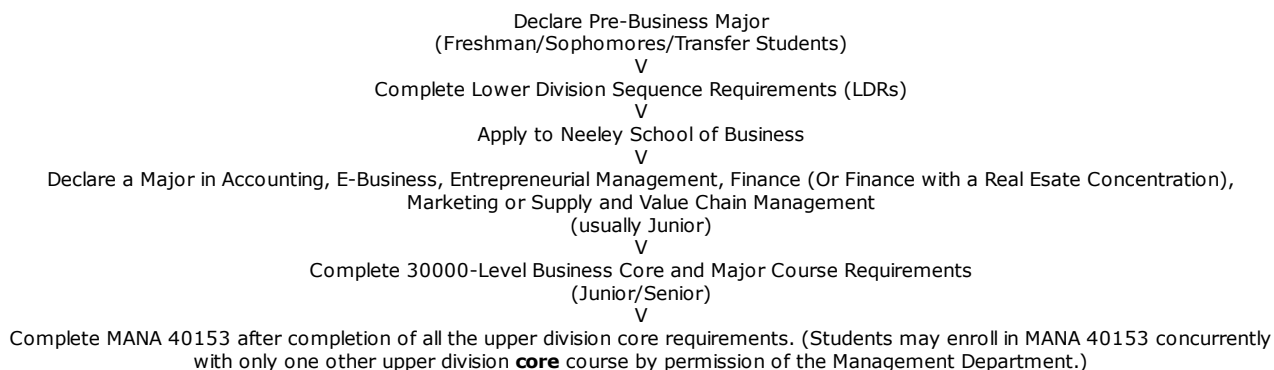 Declare Pre-Business Major
(Freshman/Sophomores/Transfer Students)
V
Complete Lower Division Sequence Requirements (LDRs)
V
Apply to Neeley School of Business
V
Declare a Major in Accounting, E-Business, Entrepreneurial Management, Finance (Or Finance with a Real Esate Concentration),
Marketing or Supply and Value Chain Management
(usually Junior)
V
Complete 30000-Level Business Core and Major Course Requirements
(Junior/Senior)
V
Complete MANA 40153 after completion of all the upper division core requirements. (Students may enroll in MANA 40153 concurrently
with only one other upper division core course by permission of the Management Department.)